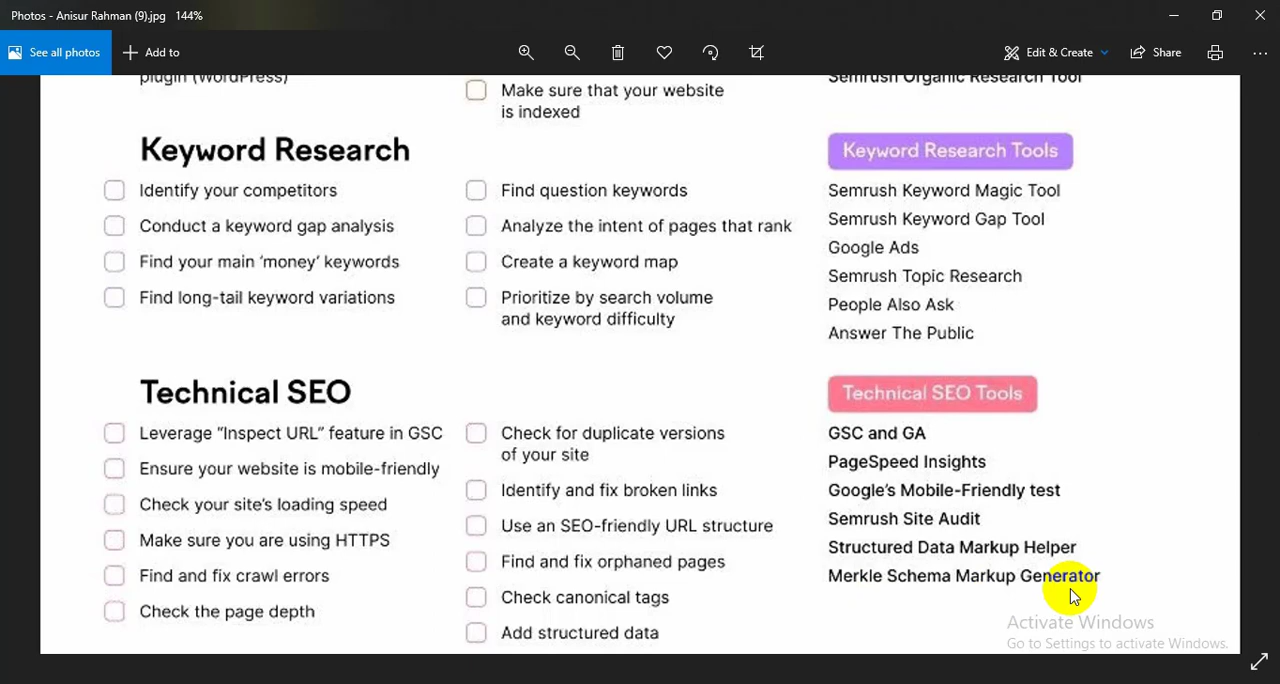 Photos - Anisur Rahman (9).jpg 144%
See all photos
Add to
Edit & Create
Share
plugin (WordPress)
Make sure that your website
is indexed
Semrush Organic Research Tool
Keyword Research
Identify your competitors
Conduct a keyword gap analysis
Find your main ‘money’ keywords
Find long-tail keyword variations
Find question keywords
Analyze the intent of pages that rank
Create a keyword map
Prioritize by search volume
and keyword difficulty
Keyword Research Tools
Semrush Keyword Magic Tool
Semrush Keyword Gap Tool
Google Ads
Semrush Topic Research
People Also Ask
Answer The Public
Technical SEO
Leverage “Inspect URL” feature in GSC
Ensure your website is mobile-friendly
Check your site’s loading speed
Make sure you are using HTTPS
Find and fix crawl errors
Check the page depth
Check for duplicate versions
of your site
Identify and fix broken links
Use an SEO-friendly URL structure
Find and fix orphaned pages
Check canonical tags
Add structured data
Technical SEO Tools
GSC and GA
PageSpeed Insights
Google’s Mobile-Friendly test
Semrush Site Audit
Structured Data Markup Helper
Merkle Schema Markup Generator
Activate Windows
Go to Settings to activate Windows.